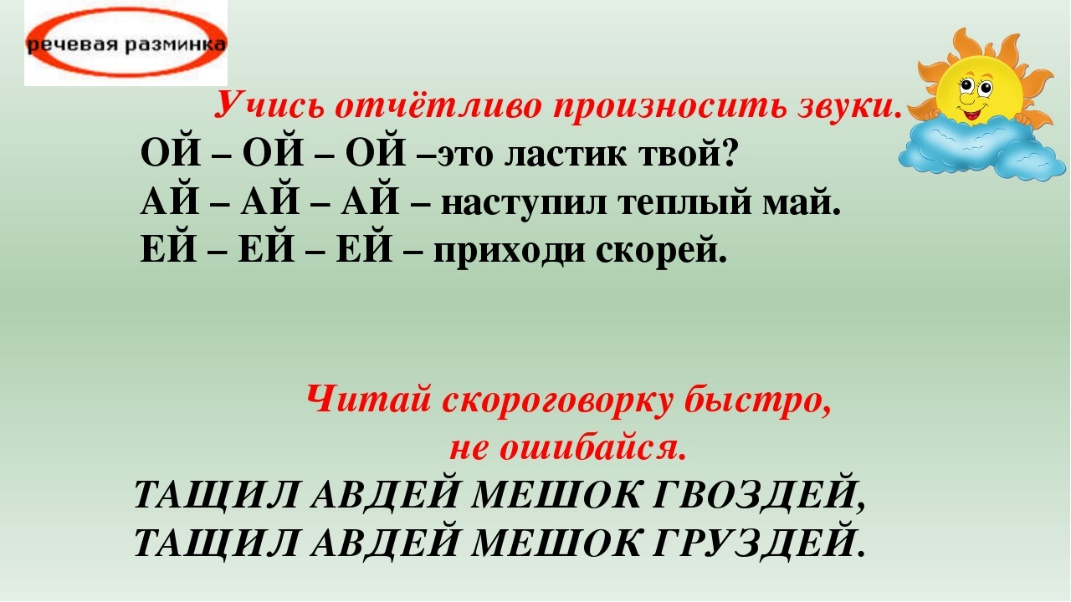 речевая разминка
Учись отчётливо произносить звуки.
ОЙ – ОЙ – ОЙ –это ластик твой?
АЙ – АЙ – АЙ – наступил теплый май.
ЕЙ – ЕЙ – ЕЙ – приходи скорей.
Читай скороговорку быстро,
не ошибайся.
ТАЩИЛ АВДЕЙ МЕШОК ГВОЗДЕЙ,
ТАЩИЛ АВДЕЙ МЕШОК ГРУЗДЕЙ.